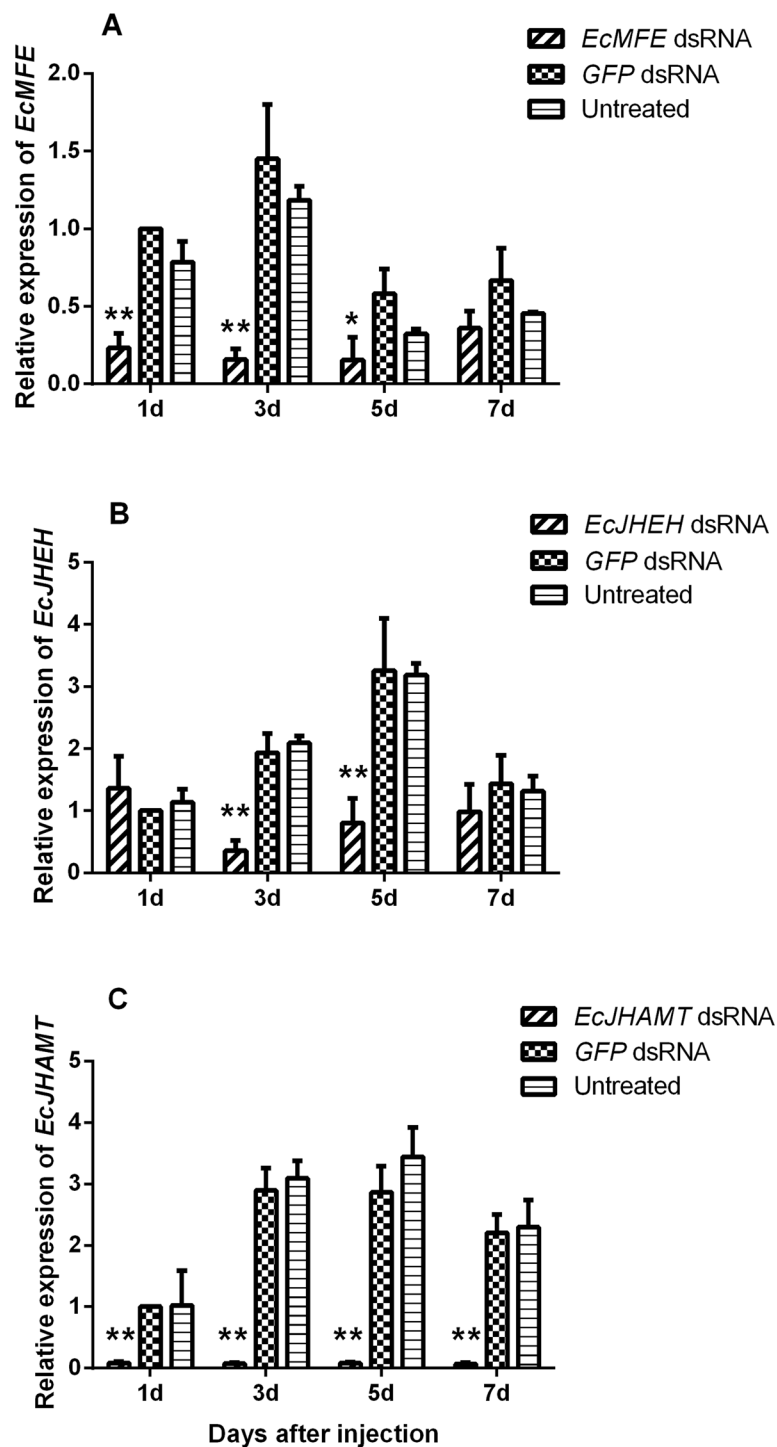 A
EcMFE dsRNA
GFP dsRNA
Untreated
Relative expression of EcMFE
2.0
1.5
1.0
0.5
0.0
**
**
*
1d
3d
5d
7d
B
EcJHEH dsRNA
GFP dsRNA
Untreated
Relative expression of EcJHEH
5
4
3
2
1
0
**
**
1d
3d
5d
7d
C
EcJHAMT dsRNA
GFP dsRNA
Untreated
Relative expression of EcJHAMT
5
4
3
2
1
0
**
**
**
**
1d
3d
5d
7d
Days after injection